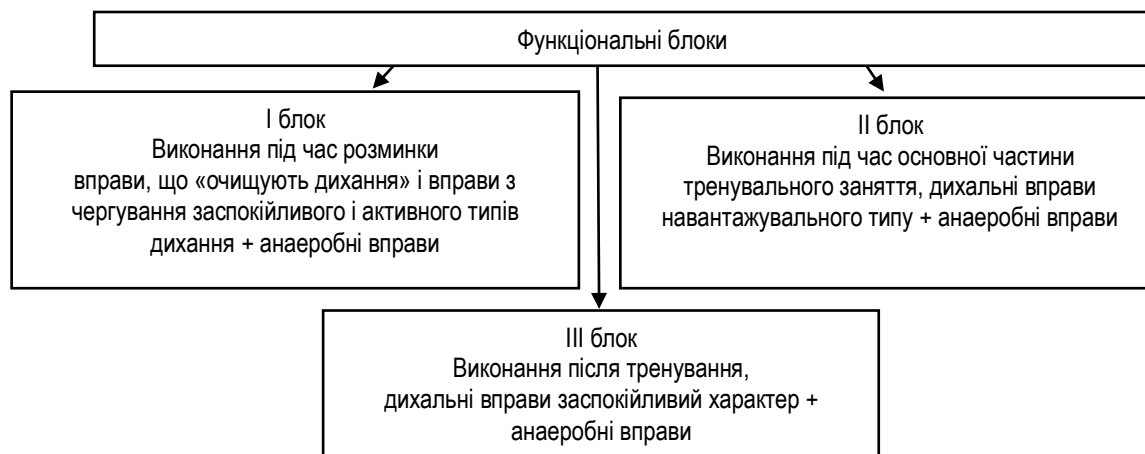 Функціональні блоки
І блок
Виконання під час розминки
вправи, що «очищують дихання» і вправи з
чергування заспокійливого і активного типів
дихання + анаеробні вправи
ІІ блок
Виконання під час основної частини
тренувального заняття, дихальні вправи
навантажувального типу + анаеробні вправи
ІІІ блок
Виконання після тренування,
дихальні вправи заспокійливий характер +
анаеробні вправи